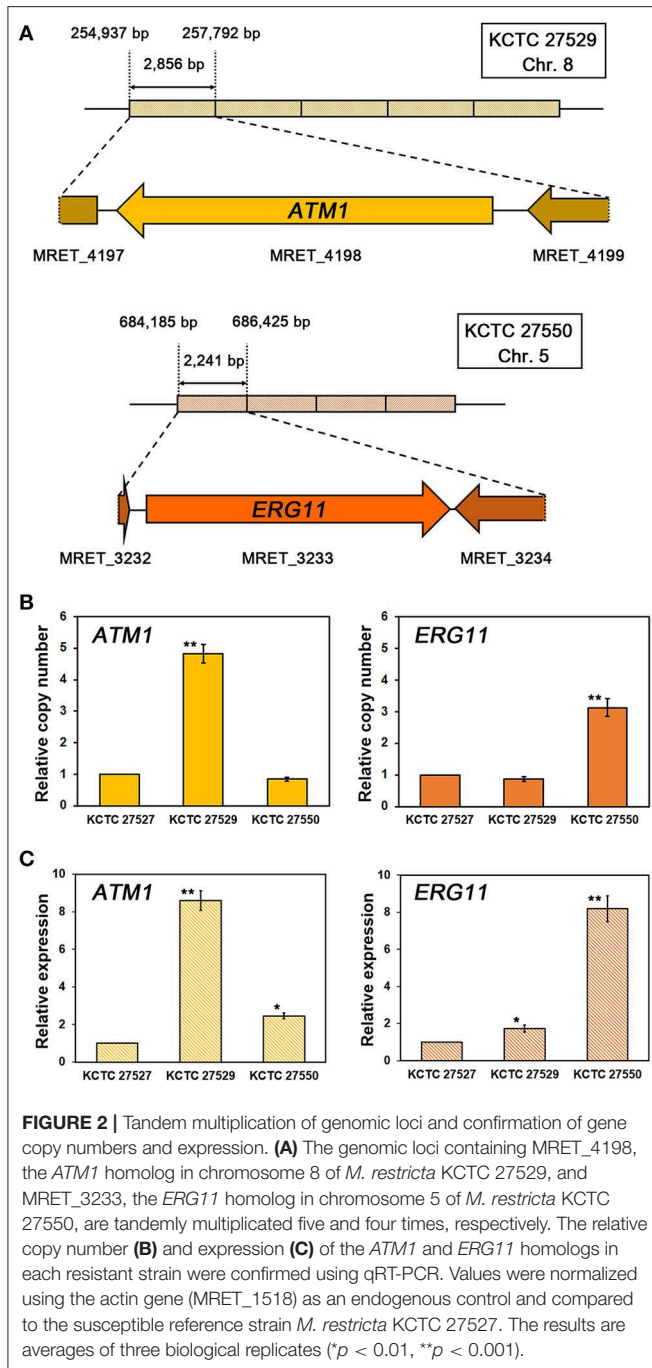 A
254,937 bp 257,792 bp
2,856 bp
KCTC 27529
Chr. 8
ATM1
MRET_4197 MRET_4198 MRET_4199
684,185 bp 686,425 bp
2,241 bp
KCTC 27550
Chr. 5
ERG11
MRET_3232 MRET_3233 MRET_3234
B
ATM1
Relative copy number
6
5
4
3
2
1
0
**
KCTC 27527 KCTC 27529 KCTC 27550
ERG11
Relative copy number
6
5
4
3
2
1
0
**
KCTC 27527 KCTC 27529 KCTC 27550
C
ATM1
Relative expression
10
8
6
4
2
0
**
*
KCTC 27527 KCTC 27529 KCTC 27550
ERG11
Relative expression
10
8
6
4
2
0
*
**
KCTC 27527 KCTC 27529 KCTC 27550
FIGURE 2 | Tandem multiplication of genomic loci and confirmation of gene
copy numbers and expression. (A) The genomic loci containing MRET_4198,
the ATM1 homolog in chromosome 8 of M. restricta KCTC 27529, and
MRET_3233, the ERG11 homolog in chromosome 5 of M. restricta KCTC
27550, are tandemly multiplicated five and four times, respectively. The relative
copy number (B) and expression (C) of the ATM1 and ERG11 homologs in
each resistant strain were confirmed using qRT-PCR. Values were normalized
using the actin gene (MRET_1518) as an endogenous control and compared
to the susceptible reference strain M. restricta KCTC 27527. The results are
averages of three biological replicates (*p < 0.01, **p < 0.001).